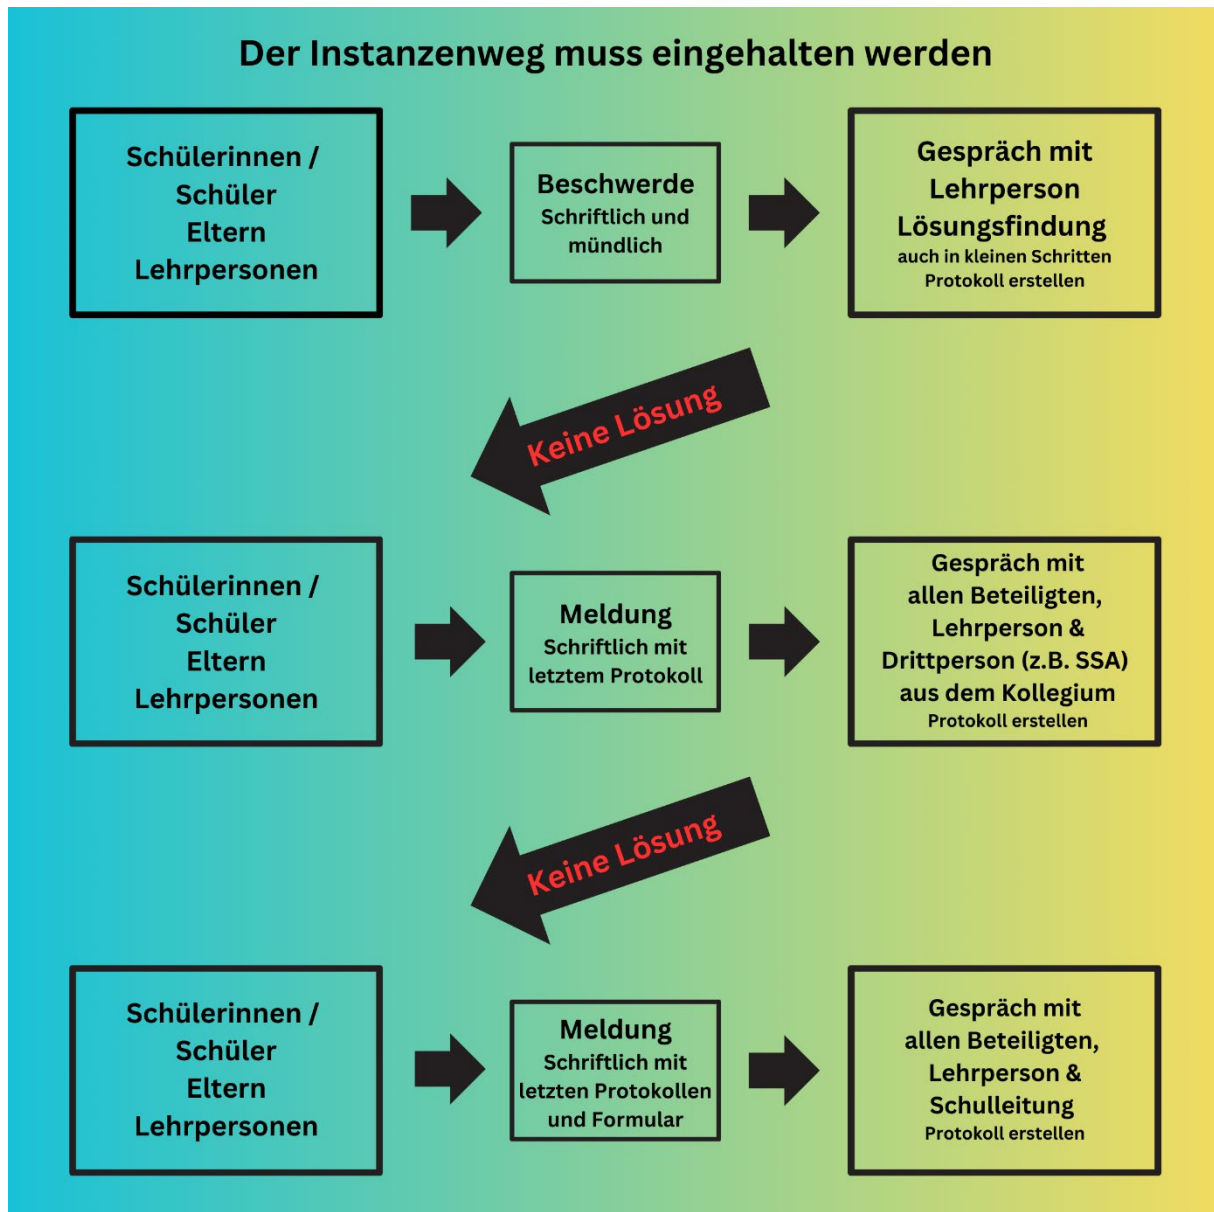 Der Instanzenweg muss eingehalten werden
Schülerinnen /
Schüler
Eltern
Lehrpersonen
Beschwerde
Schriftlich und
mündlich
Gespräch mit
Lehrperson
Lösungsfindung
auch in kleinen Schritten
Protokoll erstellen
Keine Lösung
Schülerinnen /
Schüler
Eltern
Lehrpersonen
Meldung
Schriftlich mit
letztem Protokoll
Gespräch mit
allen Beteiligten,
Lehrperson &
Drittperson (z.B. SSA)
aus dem Kollegium
Protokoll erstellen
Keine Lösung
Schülerinnen /
Schüler
Eltern
Lehrpersonen
Meldung
Schriftlich mit
letzten Protokollen
und Formular
Gespräch mit
allen Beteiligten,
Lehrperson &
Schulleitung
Protokoll erstellen